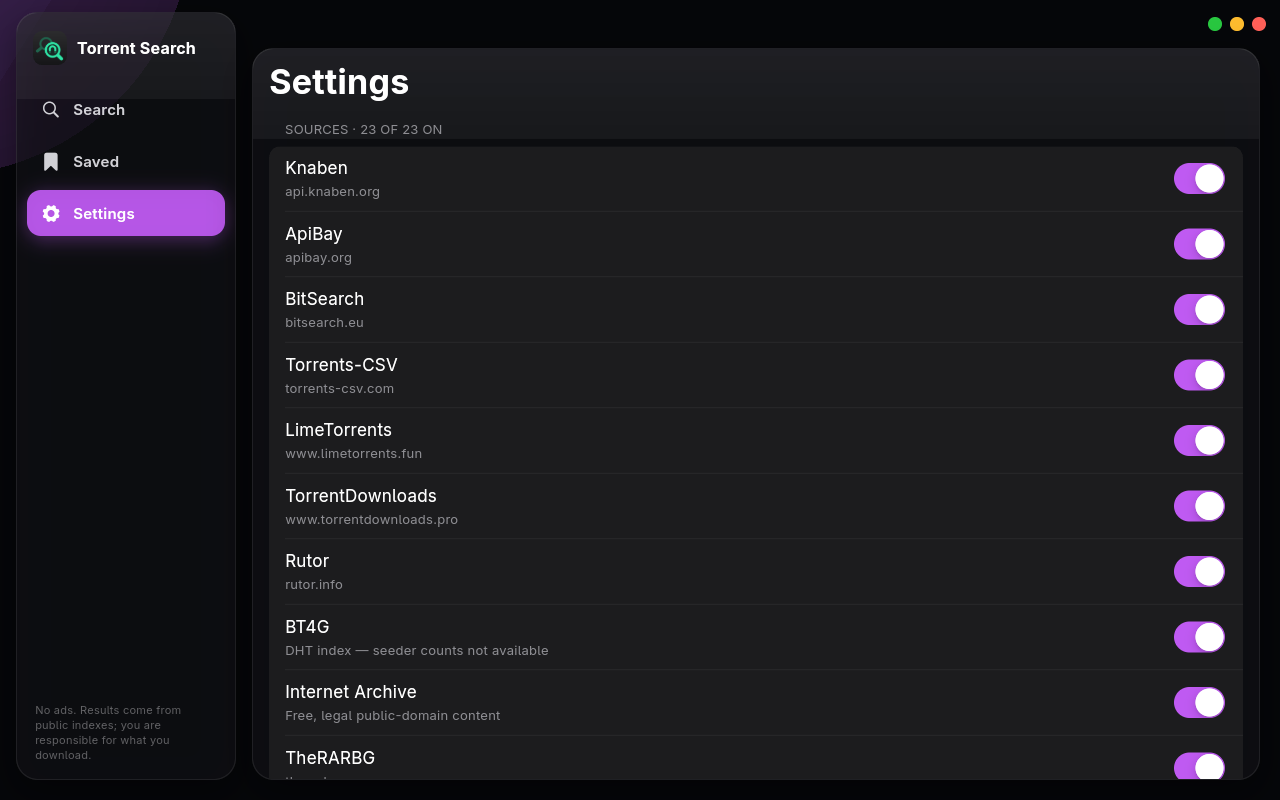 Torrent Search
Search
Saved
Settings
No ads. Results come from
public indexes; you are
responsible for what you
download.
Settings
SOURCES · 23 OF 23 ON
Knaben
api.knaben.org
ApiBay
apibay.org
BitSearch
bitsearch.eu
Torrents-CSV
torrents-csv.com
LimeTorrents
www.limetorrents.fun
TorrentDownloads
www.torrentdownloads.pro
Rutor
rutor.info
BT4G
DHT index — seeder counts not available
Internet Archive
Free, legal public-domain content
TheRARBG